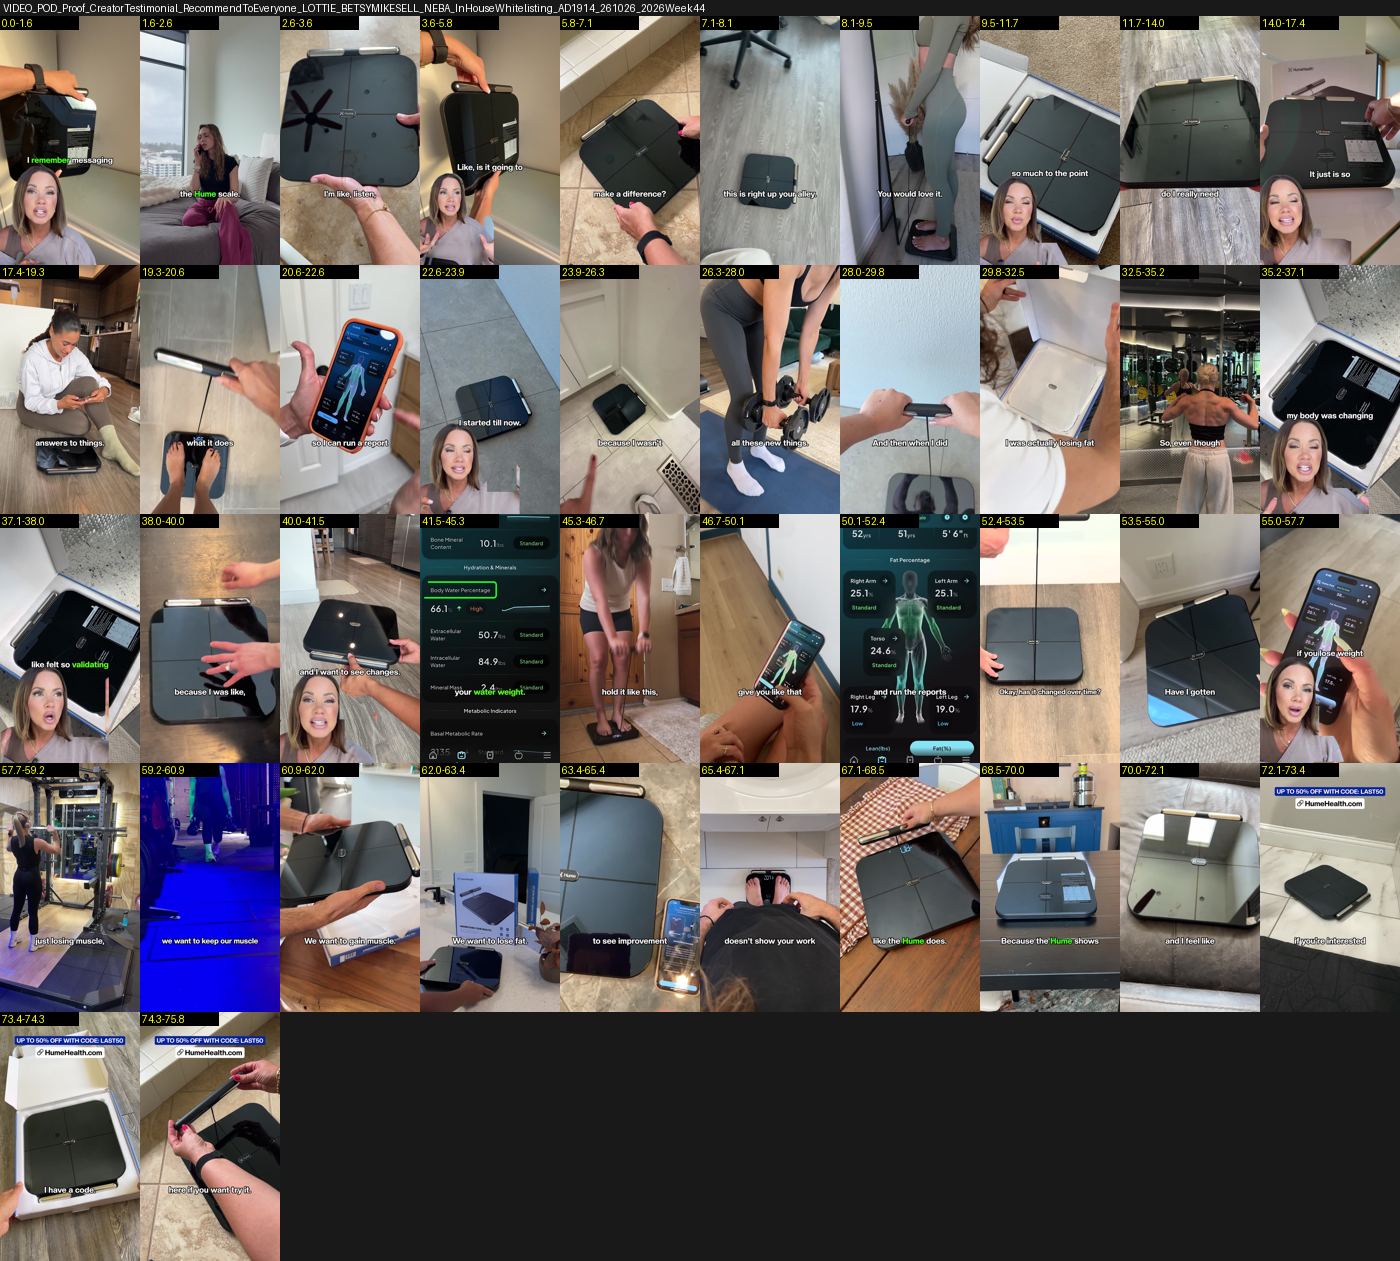 VIDEO_POD_Proof_CreatorTestimonial_RecommendToEveryone_LOTTIE_BETSYMIKESELL_NEBA_InHouseWhitelisting_AD1914_261026_2026Week44
0.0-1.6
I remember messaging
1.6-2.6
the Hume scale.
2.6-3.6
I'm like, listen,
3.6-5.8
Like, is it going to
5.8-7.1
make a difference?
7.1-8.1
this is right up your alley.
8.1-9.5
You would love it.
9.5-11.7
so much to the point
11.7-14.0
do I really need
14.0-17.4
HumeHealth
It just is so
17.4-19.3
answers to things.
19.3-20.6
what it does
20.6-22.6
so I can run a report
22.6-23.9
I started till now.
23.9-26.3
because I wasn't
26.3-28.0
all these new things.
28.0-29.8
And then when I did
29.8-32.5
I was actually losing fat
32.5-35.2
So, even though
35.2-37.1
my body was changing
37.1-38.0
like felt so validating
38.0-40.0
because I was like,
40.0-41.5
and I want to see changes.
41.5-45.3
Bone Mineral Content
10.1lbs
Standard
Hydration & Minerals
Body Water Percentage
66.1
High
Extracellular Water
50.7lbs
Standard
Intracellular Water
84.9lbs
Standard
Mineral Mass
2.4
Standard
your water weight.
Metabolic Indicators
Basal Metabolic Rate
2135
Standard
45.3-46.7
hold it like this,
46.7-50.1
give you like that
50.1-52.4
52yrs
51yrs
5' 6"ft
Fat Percentage
Right Arm
25.1%
Standard
Left Arm
25.1%
Standard
Torso
24.6%
Standard
and run the reports
Right Leg
17.9%
Low
Left Leg
19.0%
Low
Lean(lbs)
Fat(%)
52.4-53.5
Okay, has it changed over time?
53.5-55.0
Have I gotten
55.0-57.7
if you lose weight
57.7-59.2
just losing muscle,
59.2-60.9
we want to keep our muscle
60.9-62.0
We want to gain muscle.
62.0-63.4
We want to lose fat.
63.4-65.4
to see improvement
65.4-67.1
doesn't show your work
67.1-68.5
like the Hume does.
68.5-70.0
Because the Hume shows
70.0-72.1
and I feel like
72.1-73.4
UP TO 50% OFF WITH CODE: LAST50
HumeHealth.com
if you're interested
73.4-74.3
UP TO 50% OFF WITH CODE: LAST50
HumeHealth.com
I have a code
74.3-75.8
UP TO 50% OFF WITH CODE: LAST50
HumeHealth.com
here if you want try it.